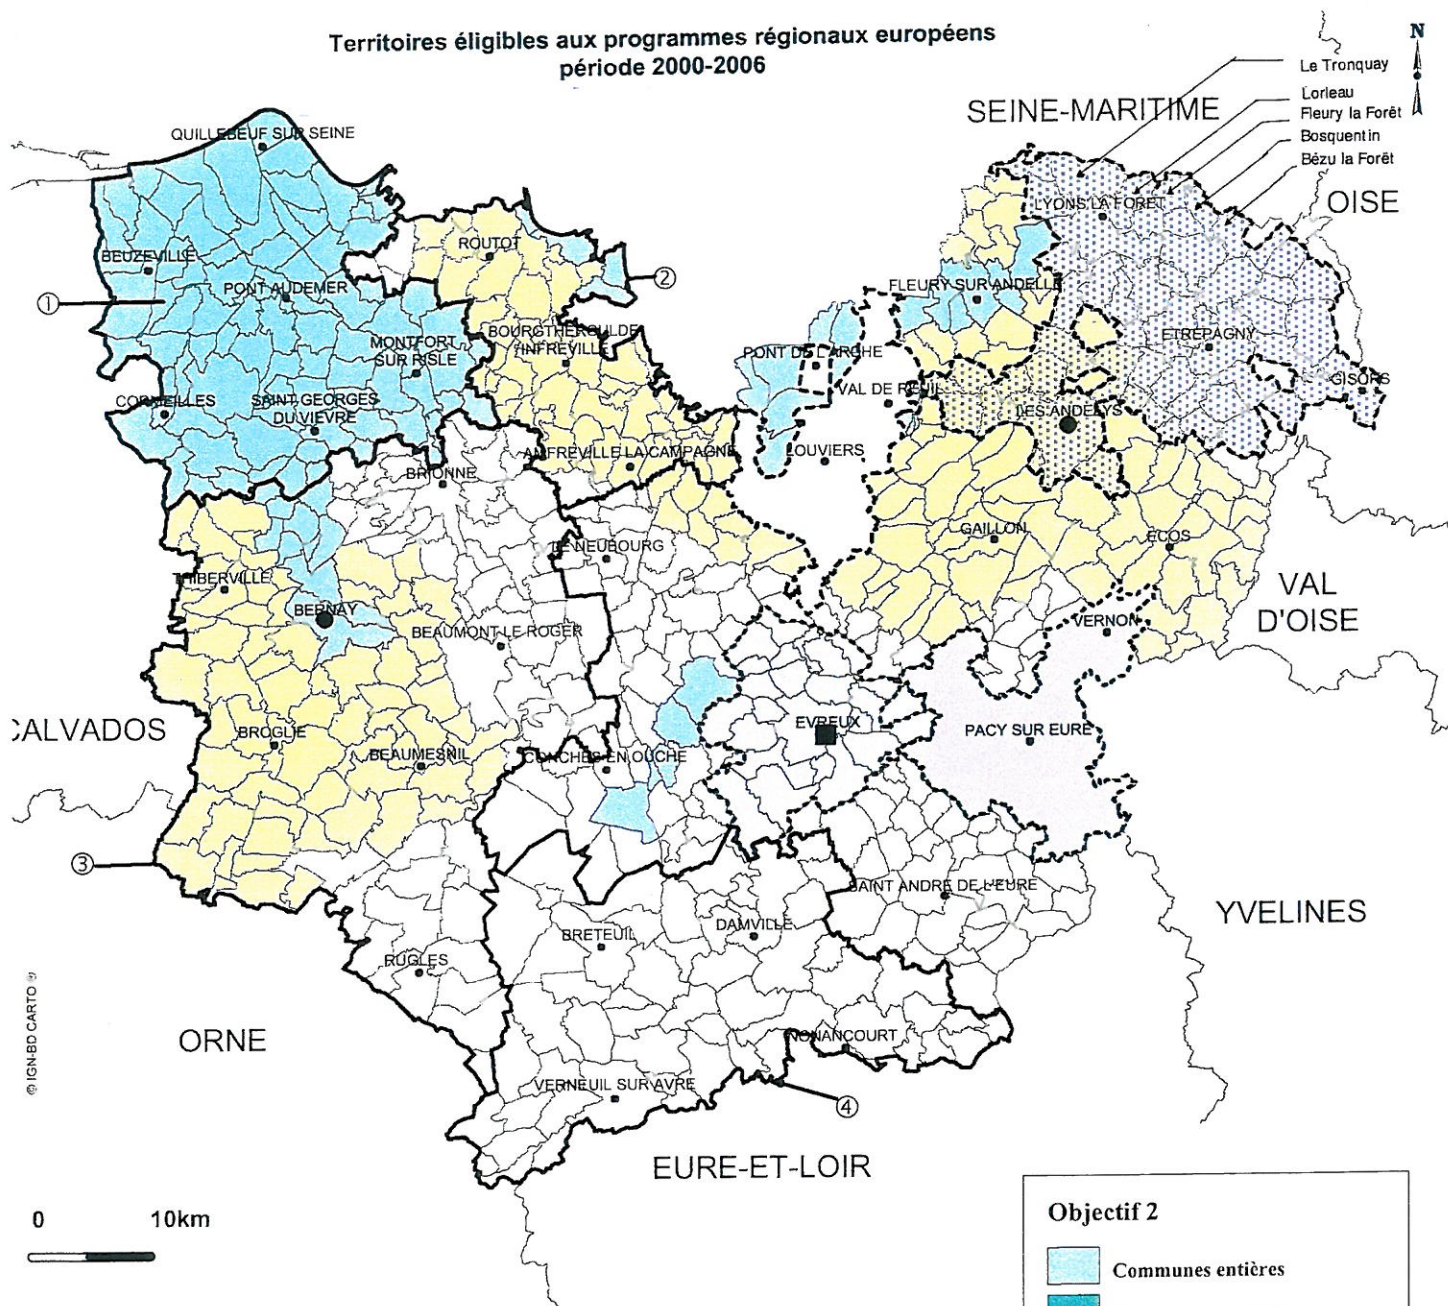 Territoires éligibles aux programmes régionaux européens
période 2000-2006
N
Le Tronquay
Lorleau
Fleury la Forêt
Bosquentin
Bézu la Forêt
SEINE-MARITIME
OISE
QUILLEBEUF SUR SEINE
LYONS LA FORET
ROUTOT
BEUZEVILLE
②
FLEURY SUR ANDELLE
PONT AUDEMER
①
BOURGTHEROULDE
INFREVILLE
ETREPAGNY
MONTFORT
SUR RISLE
PONT DE L'ARCHE
GISORS
VAL DE REUIL
CORMEILLES
SAINT GEORGES
DU VIEVRE
LES ANDELYS
AMFREVILLE LA CAMPAGNE
LOUVIERS
BRIONNE
GAILLON
ECOS
LE NEUBOURG
THIBERVILLE
VAL
D'OISE
BERNAY
VERNON
BEAUMONT LE ROGER
CALVADOS
EVREUX
PACY SUR EURE
BROGLIE
BEAUMESNIL
CONCHES EN OUCHE
③
SAINT ANDRE DE L'EURE
YVELINES
DAMVILLE
BRETEUIL
RUGLES
© IGN-BD CARTO ®
ORNE
NONANCOURT
VERNEUIL SUR AVRE
④
EURE-ET-LOIR
0 10km
Objectif 2
Communes entières